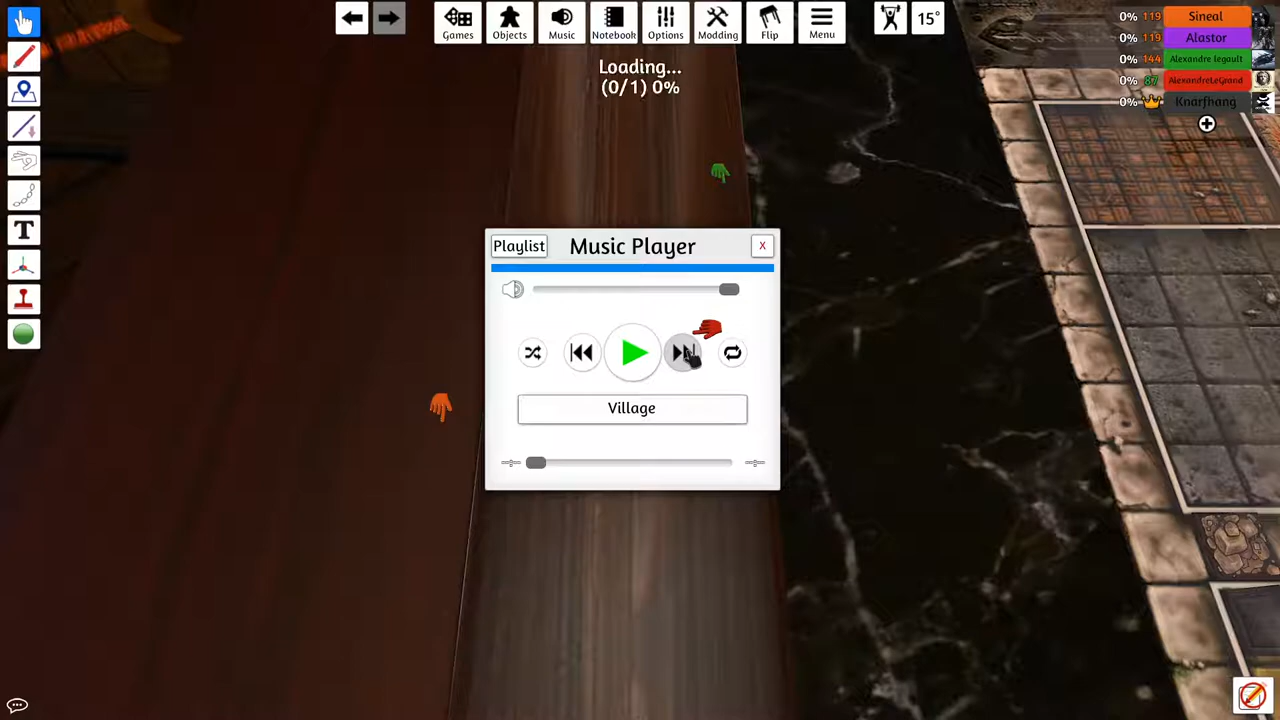 Games
Objects
Music
Notebook
Options
Modding
Flip
Menu
15°
Loading...
(0/1) 0%
0% 119 Sineal
0% 119 Alastor
0% 144 Alexandre legault
0% 87 AlexandreLeGrand
0% Knarfhang
T
Playlist
Music Player
X
Village